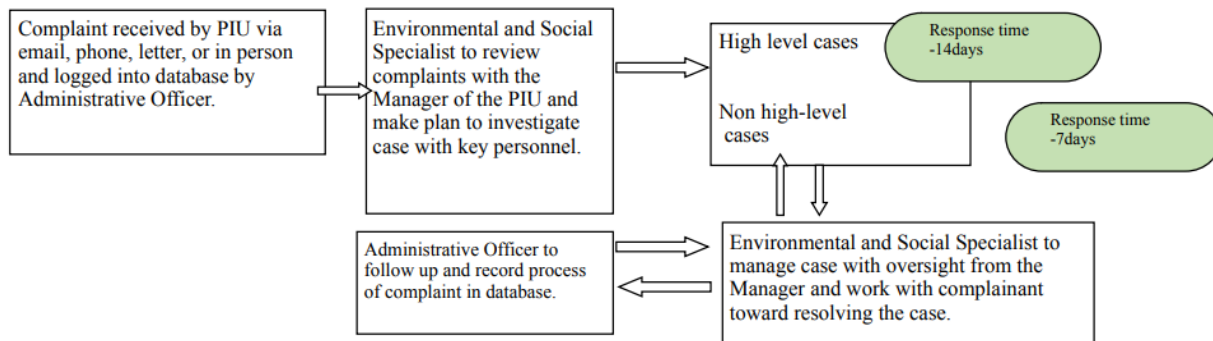 Complaint received by PIU via
email, phone, letter, or in person
and logged into database by
Administrative Officer.
Environmental and Social
Specialist to review
complaints with the
Manager of the PIU and
make plan to investigate
case with key personnel.
High level cases
Non high-level
cases
Response time
-14days
Response time
-7days
Administrative Officer to
follow up and record process
of complaint in database.
Environmental and Social Specialist to
manage case with oversight from the
Manager and work with complainant
toward resolving the case.